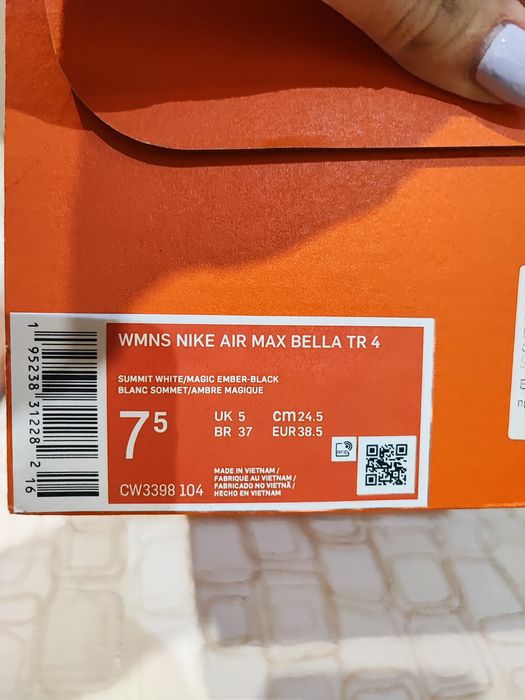 WMNS NIKE AIR MAX BELLA TR 4
SUMMIT WHITE/MAGIC EMBER-BLACK
BLANC SOMMET/AMBRE MAGIQUE
7⁵
UK 5 cm 24.5
BR 37 EUR 38.5
RFID
CW3398 104
MADE IN VIETNAM /
FABRIQUE AU VIETNAM /
FABRICADO NO VIETNÃ /
HECHO EN VIETNAM
1 95238 31228 2 16